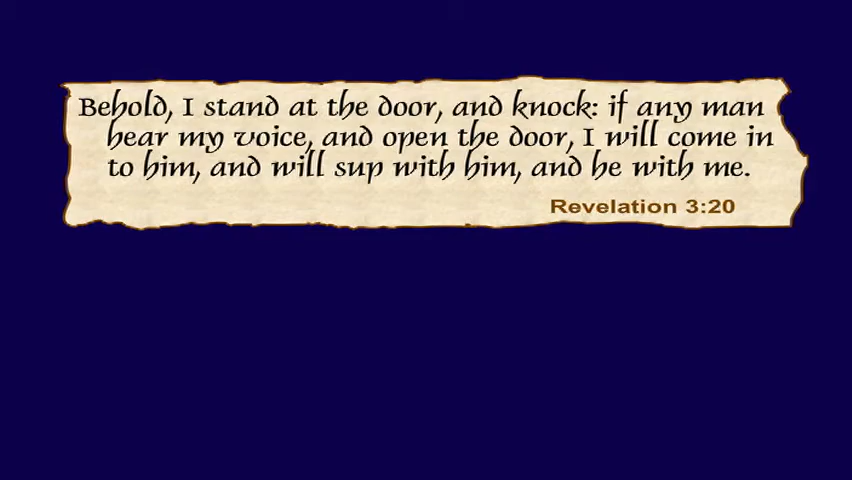 Behold, I stand at the door, and knock: if any man
hear my voice, and open the door, I will come in
to him, and will sup with him, and he with me.
Revelation 3:20